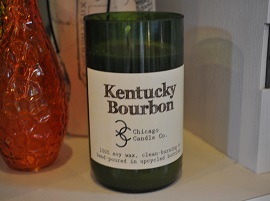 Kentucky
Bourbon
Chicago
Candle Co.
100% soy wax, clean-burning
hand-poured in upcycled